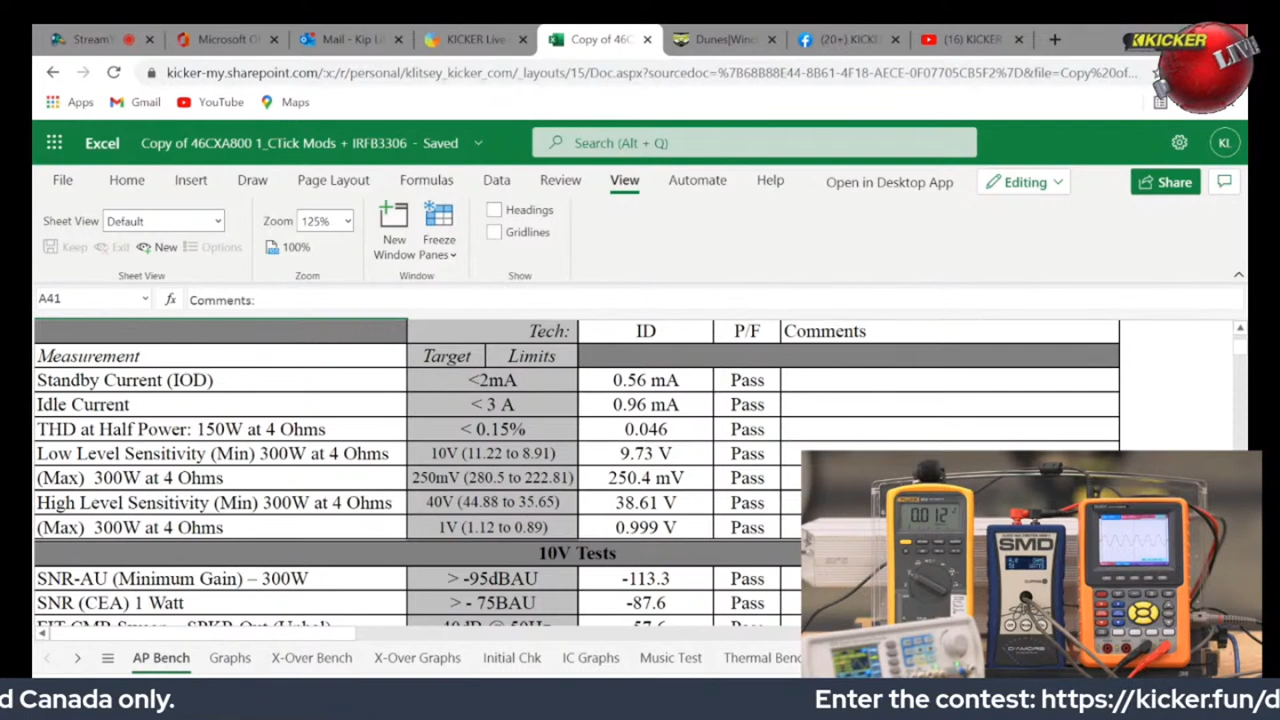 StreamY
Microsoft O
Mail - Kip Li
KICKER Liv
Copy of 46C
Dunes|Winc
(20+) KICKE
(16) KICKER
KICKER
LIVE
kicker-my.sharepoint.com/:x:/r/personal/klitsey_kicker_com/_layouts/15/Doc.aspx?sourcedoc=%7B68B88E44-8B61-4F18-AECE-0F07705CB5F2%7D&file=Copy%20of...
Apps Gmail YouTube Maps
Excel Copy of 46CXA800 1_CTick Mods + IRFB3306 - Saved
Search (Alt + Q)
KL
File Home Insert Draw Page Layout Formulas Data Review View Automate Help Open in Desktop App Editing Share
Sheet View Default Zoom 125% Headings
Keep Exit New Options 100% New Window Freeze Panes Gridlines
Sheet View Zoom Window Show
A41 fx Comments:
Tech: ID P/F Comments
Measurement Target Limits
Standby Current (IOD) <2mA 0.56 mA Pass
Idle Current < 3 A 0.96 mA Pass
THD at Half Power: 150W at 4 Ohms < 0.15% 0.046 Pass
Low Level Sensitivity (Min) 300W at 4 Ohms 10V (11.22 to 8.91) 9.73 V Pass
(Max) 300W at 4 Ohms 250mV (280.5 to 222.81) 250.4 mV Pass
High Level Sensitivity (Min) 300W at 4 Ohms 40V (44.88 to 35.65) 38.61 V Pass
(Max) 300W at 4 Ohms 1V (1.12 to 0.89) 0.999 V Pass
10V Tests
SNR-AU (Minimum Gain) – 300W > -95dBAU -113.3 Pass
SNR (CEA) 1 Watt > - 75BAU -87.6 Pass
0.012
SMD
D'AMORE
AP Bench Graphs X-Over Bench X-Over Graphs Initial Chk IC Graphs Music Test Thermal Benc
d Canada only.
Enter the contest: https://kicker.fun/d